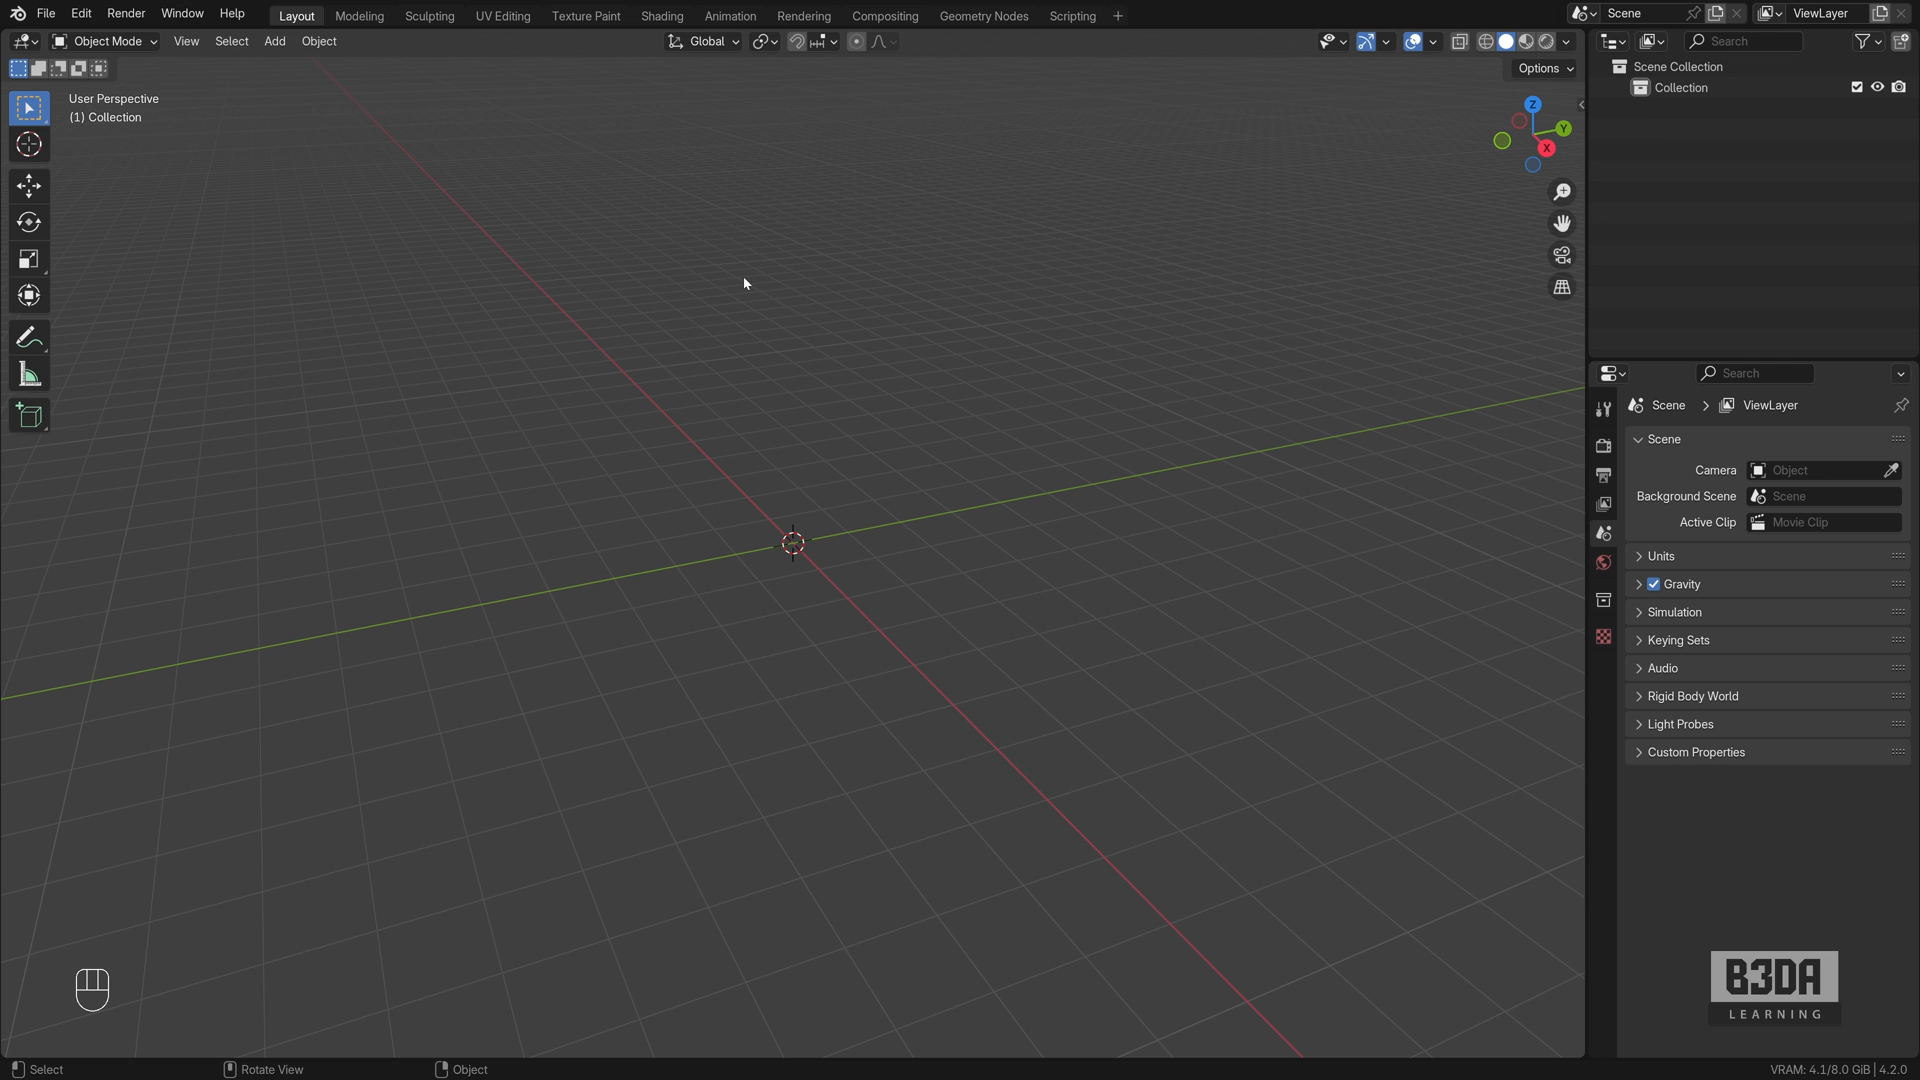 File Edit Render Window Help Layout Modeling Sculpting UV Editing Texture Paint Shading Animation Rendering Compositing Geometry Nodes Scripting + Scene ViewLayer
Object Mode View Select Add Object Global Search
Options
User Perspective
(1) Collection
Z
Y
X
Scene Collection
Collection
Search
Scene > ViewLayer
Scene
Camera Object
Background Scene Scene
Active Clip Movie Clip
Units
Gravity
Simulation
Keying Sets
Audio
Rigid Body World
Light Probes
Custom Properties
B3DA
LEARNING
Select Rotate View Object VRAM: 4.1/8.0 GiB | 4.2.0